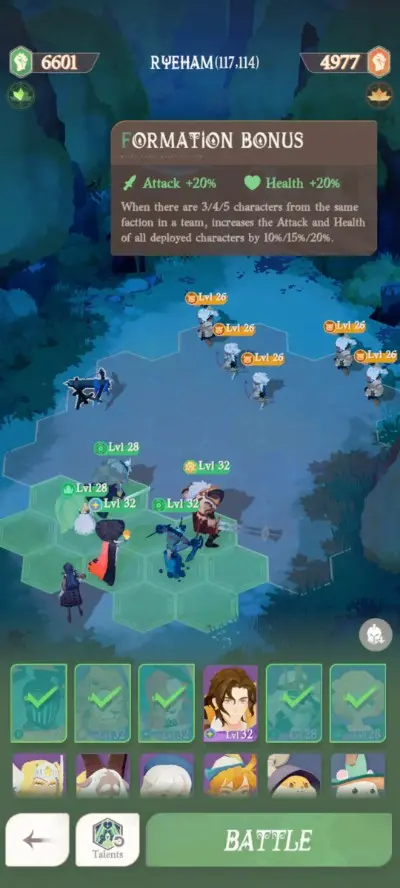 6601
RYEHAM(117,114)
4977
FORMATION BONUS
Attack +20%
Health +20%
When there are 3/4/5 characters from the same
faction in a team, increases the Attack and Health
of all deployed characters by 10%/15%/20%.
Lvl 26
Lvl 26
Lvl 26
Lvl 26
Lvl 26
Lvl 28
Lvl 32
Lvl 28
Lvl 32
Lvl 32
Lvl 32
Talents
BATTLE